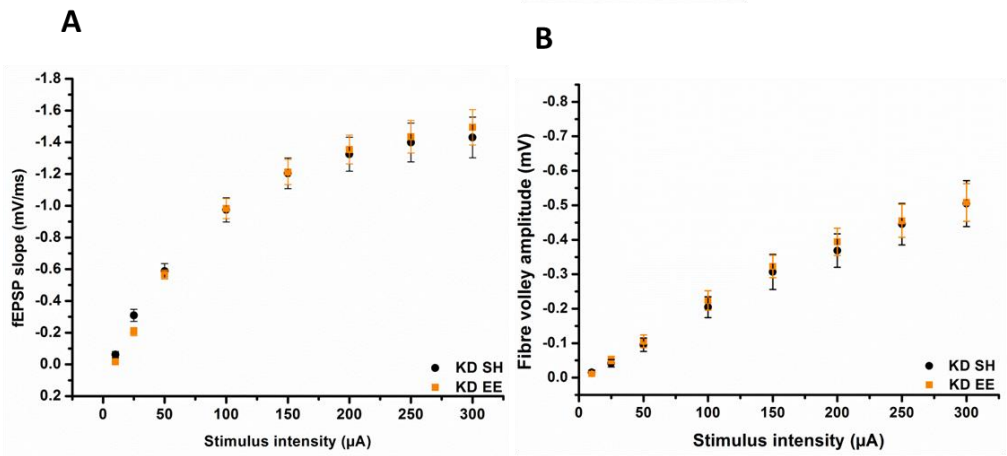 A
B
fEPSP slope (mV/ms)
-1.8
-1.6
-1.4
-1.2
-1.0
-0.8
-0.6
-0.4
-0.2
0.0
0.2
KD SH
KD EE
0 50 100 150 200 250 300
Stimulus intensity (µA)
Fibre volley amplitude (mV)
-0.8
-0.7
-0.6
-0.5
-0.3
-0.2
-0.1
0.0
KD SH
KD EE
0 50 100 150 200 250 300
Stimulus intensity (µA)